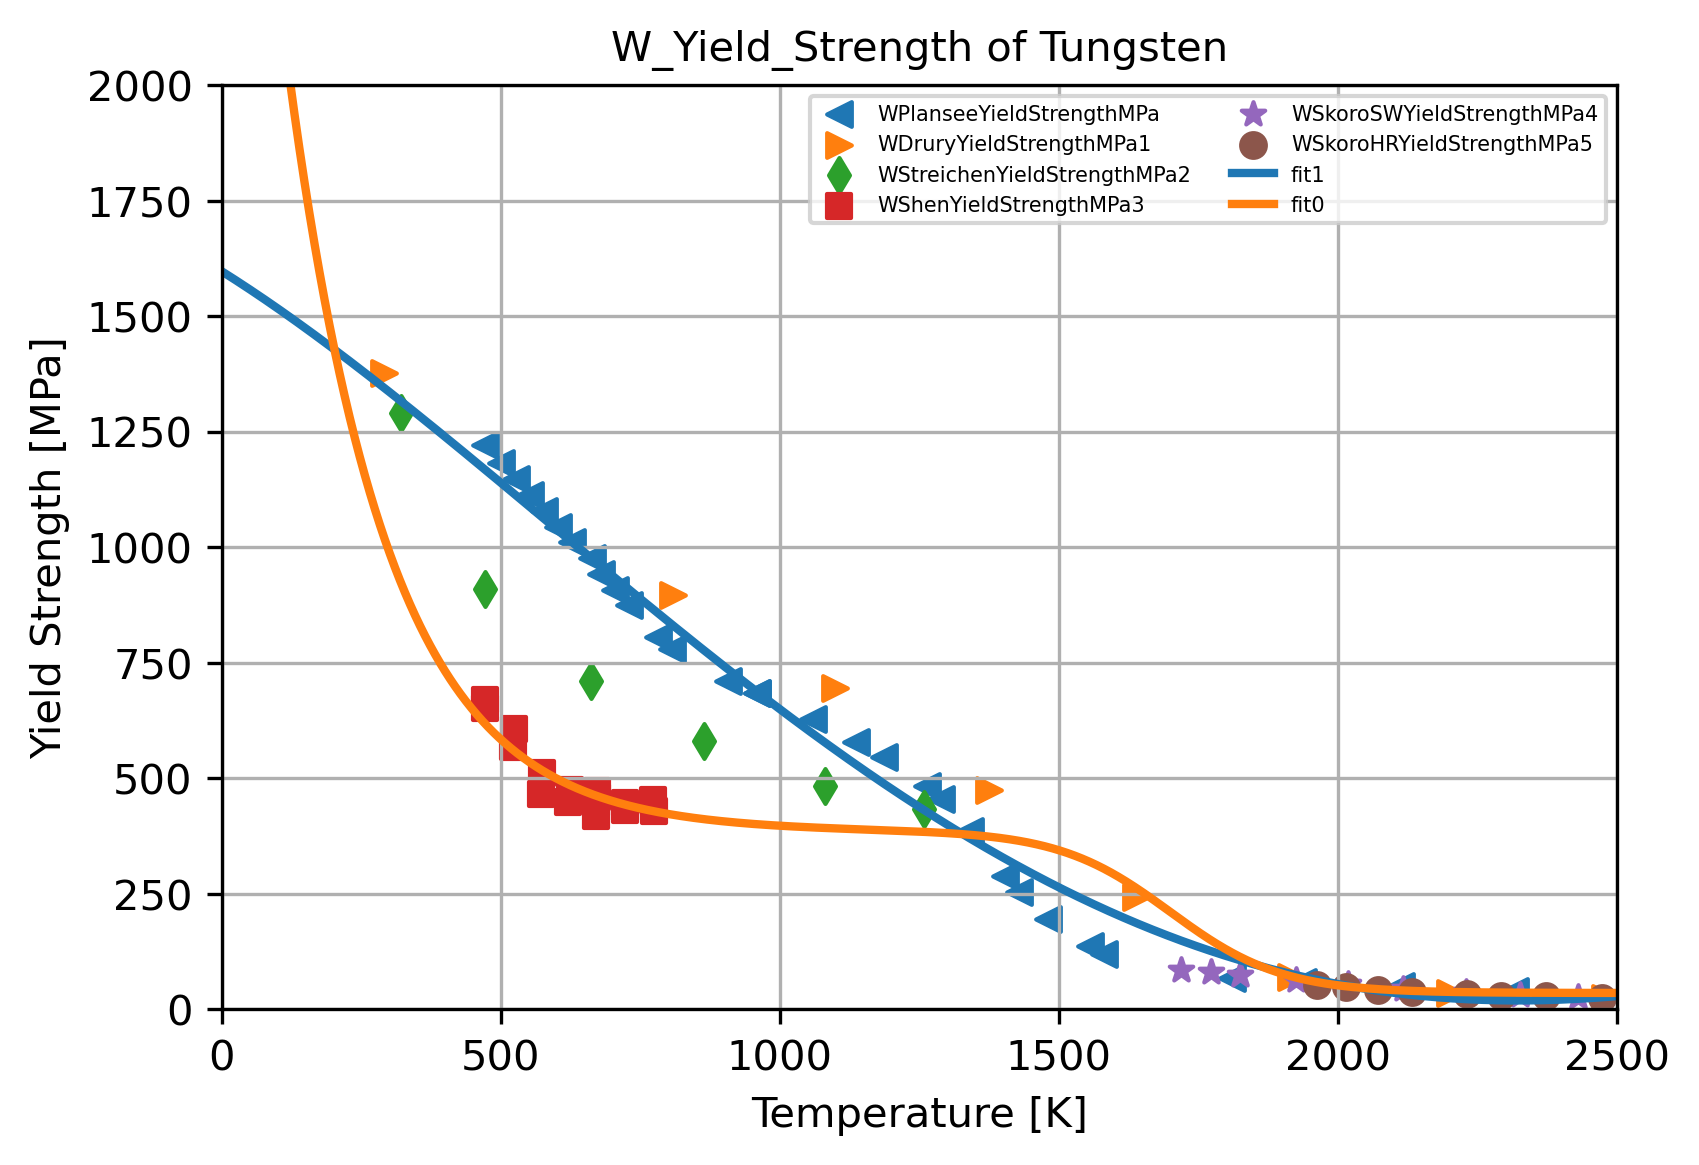 W_Yield_Strength of Tungsten
WPlanseeYieldStrengthMPa
WDruryYieldStrengthMPa1
WStreichenYieldStrengthMPa2
WShenYieldStrengthMPa3
WSkoroSWYieldStrengthMPa4
WSkoroHRYieldStrengthMPa5
fit1
fit0
Yield Strength [MPa]
2000
1750
1500
1250
1000
750
500
250
0
0 500 1000 1500 2000 2500
Temperature [K]